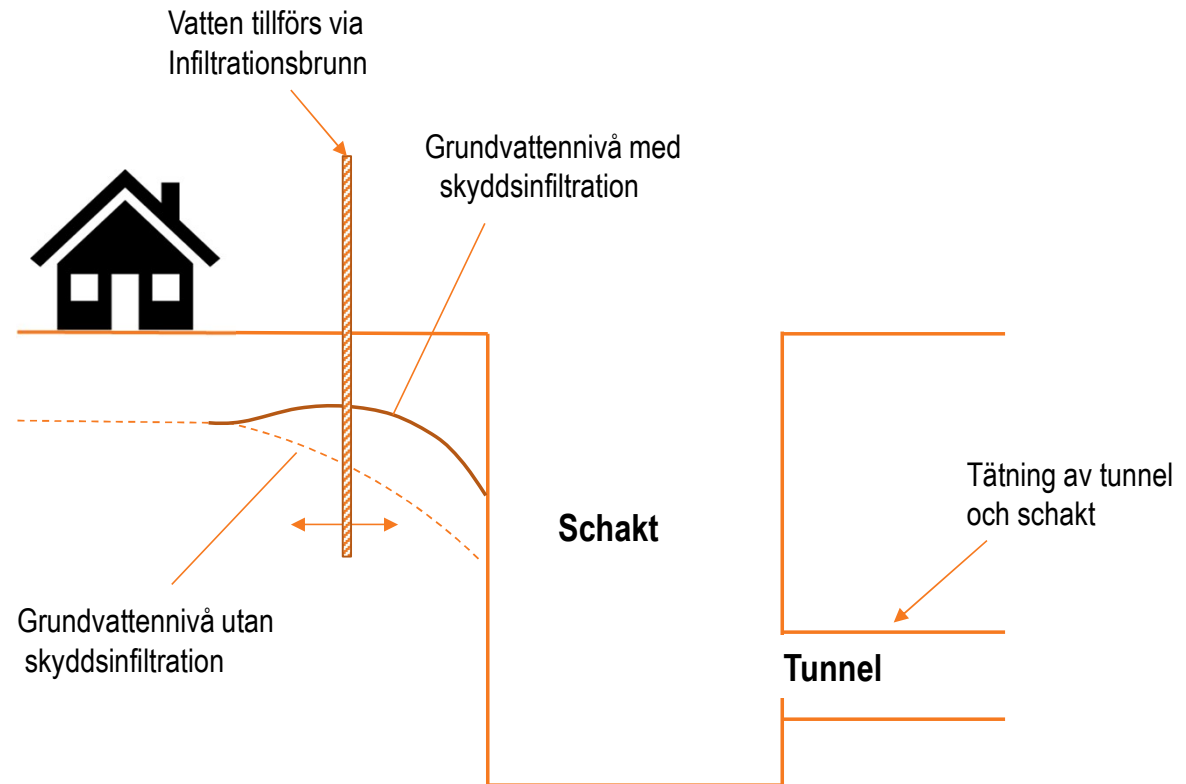 Vatten tillförs via
Infiltrationsbrunn
Grundvattennivå med
skyddsinfiltration
Schakt
Tätning av tunnel
och schakt
Grundvattennivå utan
skyddsinfiltration
Tunnel